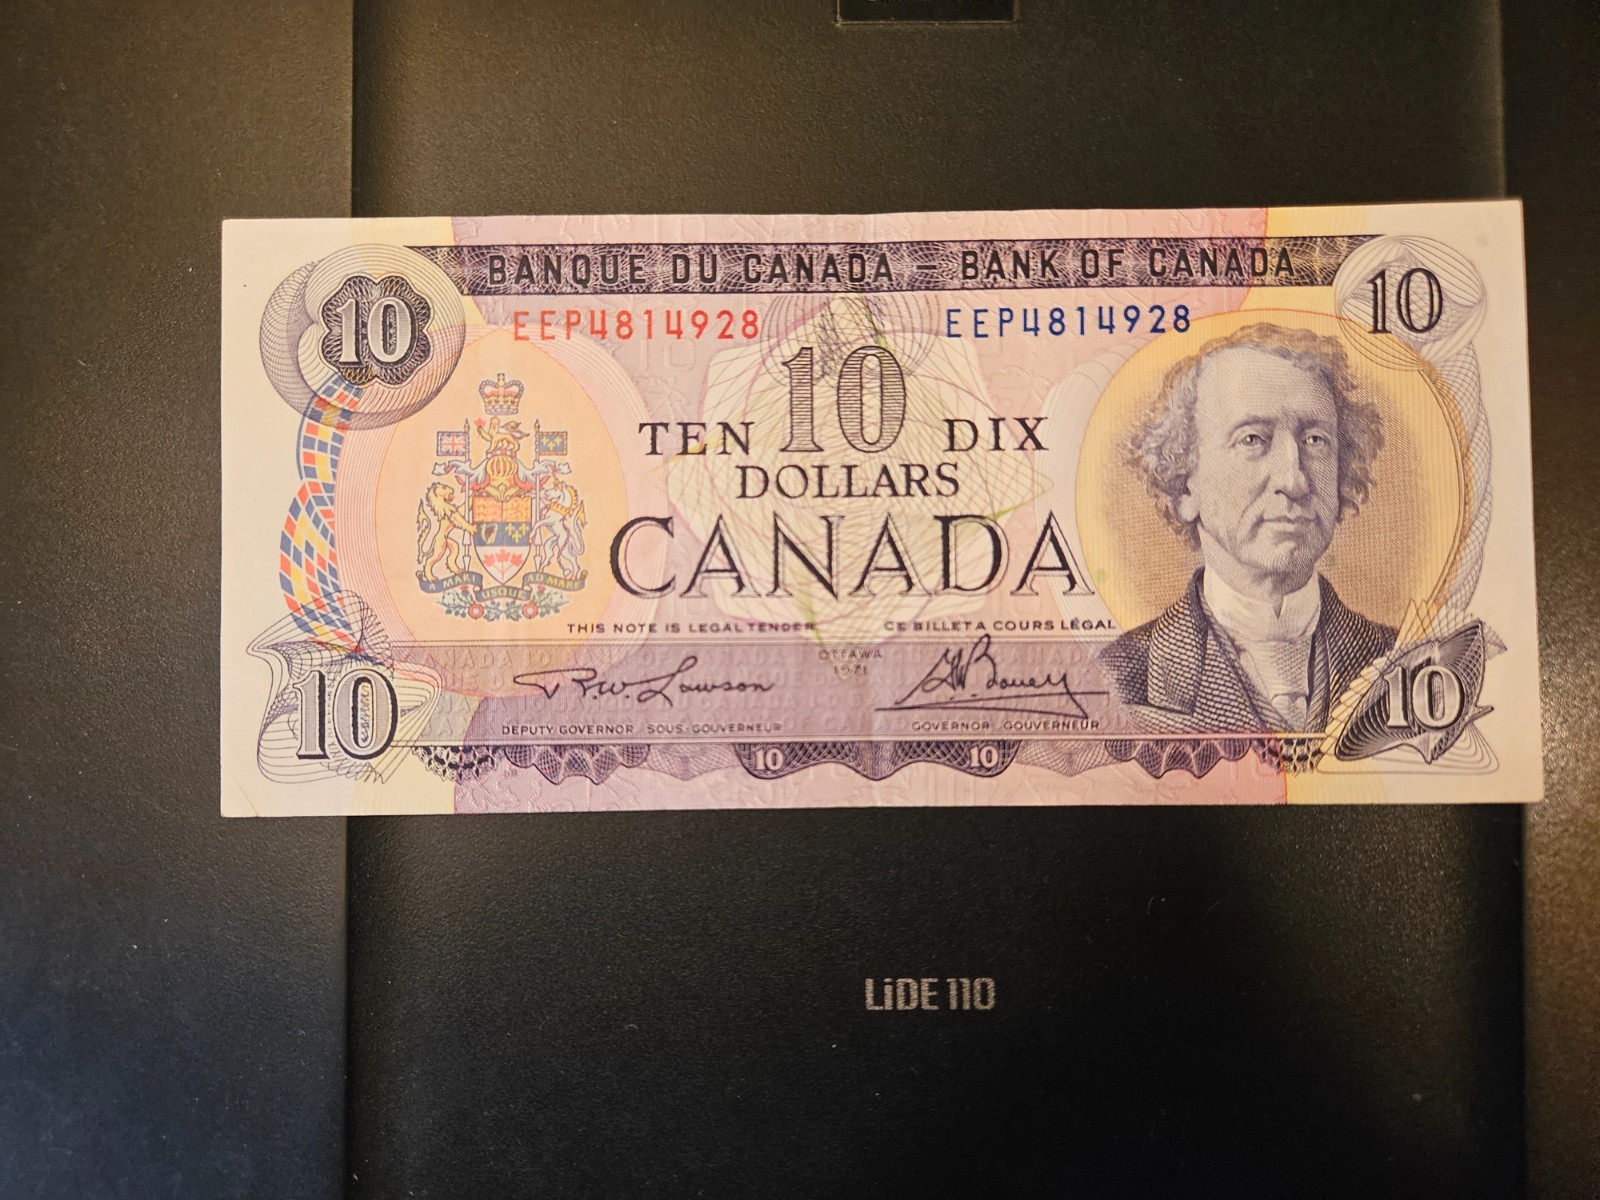 BANQUE DU CANADA – BANK OF CANADA
10
10
EEP4814928 EEP4814928
10
TEN DIX
DOLLARS
CANADA
A MARI USQUE AD MARE
THIS NOTE IS LEGAL TENDER CE BILLET A COURS LÉGAL
OTTAWA
1971
R.W. Lawson
G.K. Bouey
DEPUTY GOVERNOR SOUS-GOUVERNEUR
GOVERNOR GOUVERNEUR
10
10
10
10
LiDE 110